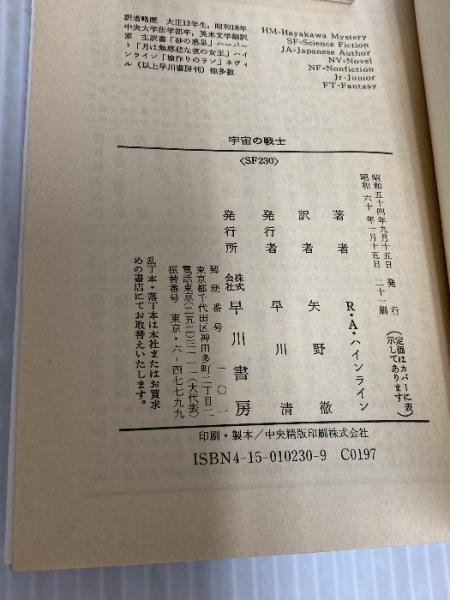 訳者略歴 大正12年生,昭和18年
中央大学法学部卒,英米文学翻訳
家 主訳書「砂の惑星」ハーバー
ト「月は無慈悲な夜の女王」ハイ
ンライン「槍作りのラン」ネヴィ
ル(以上早川書房刊)他多数
HM-Hayakawa Mystery
SF-Science Fiction
JA-Japanese Author
NV-Novel
NF-Nonfiction
Jr-Junior
FT-Fantasy
宇宙の戦士
〈SF230〉
昭和五十四年九月十五日 発行
昭和六十年一月十五日 二十一刷
(定価はカバーに表
示してあります)
著者 R・A・ハインライン
訳者 矢野徹
発行者 早川清
発行所 株式会社 早川書房
郵便番号 一〇一
東京都千代田区神田多町二丁目二
電話東京(二五二)三一一一(大代表)
振替番号 東京・六-四七七九九
乱丁本・落丁本は本社またはお買求
めの書店にてお取替えいたします。
印刷・製本/中央精版印刷株式会社
ISBN4-15-010230-9 C0197